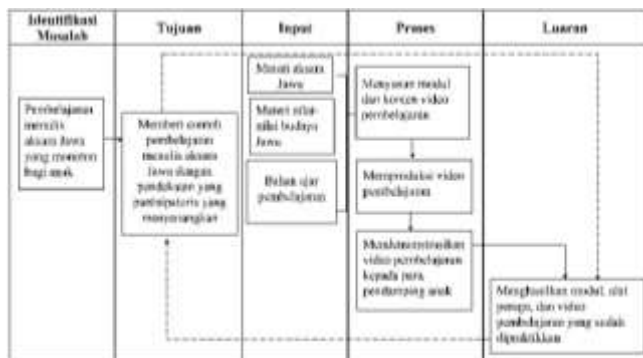 Identifikasi
Masalah
Tujuan
Input
Proses
Luaran
Pembelajaran
menulis
aksara Jawa
yang monoton
bagi anak
Memberi contoh
pembelajaran
menulis aksara
Jawa dengan
pendekatan yang
partisipatoris yang
menyenangkan
Materi aksara
Jawa
Materi nilai-
nilai budaya
Jawa
Bahan ajar
pembelajaran
Menyusun modul
dan konten video
pembelajaran
Memproduksi video
pembelajaran
Mendemonstrasikan
video pembelajaran
kepada para
pendamping anak
Menghasilkan modul, alat
peraga, dan video
pembelajaran yang sudah
dipraktikkan